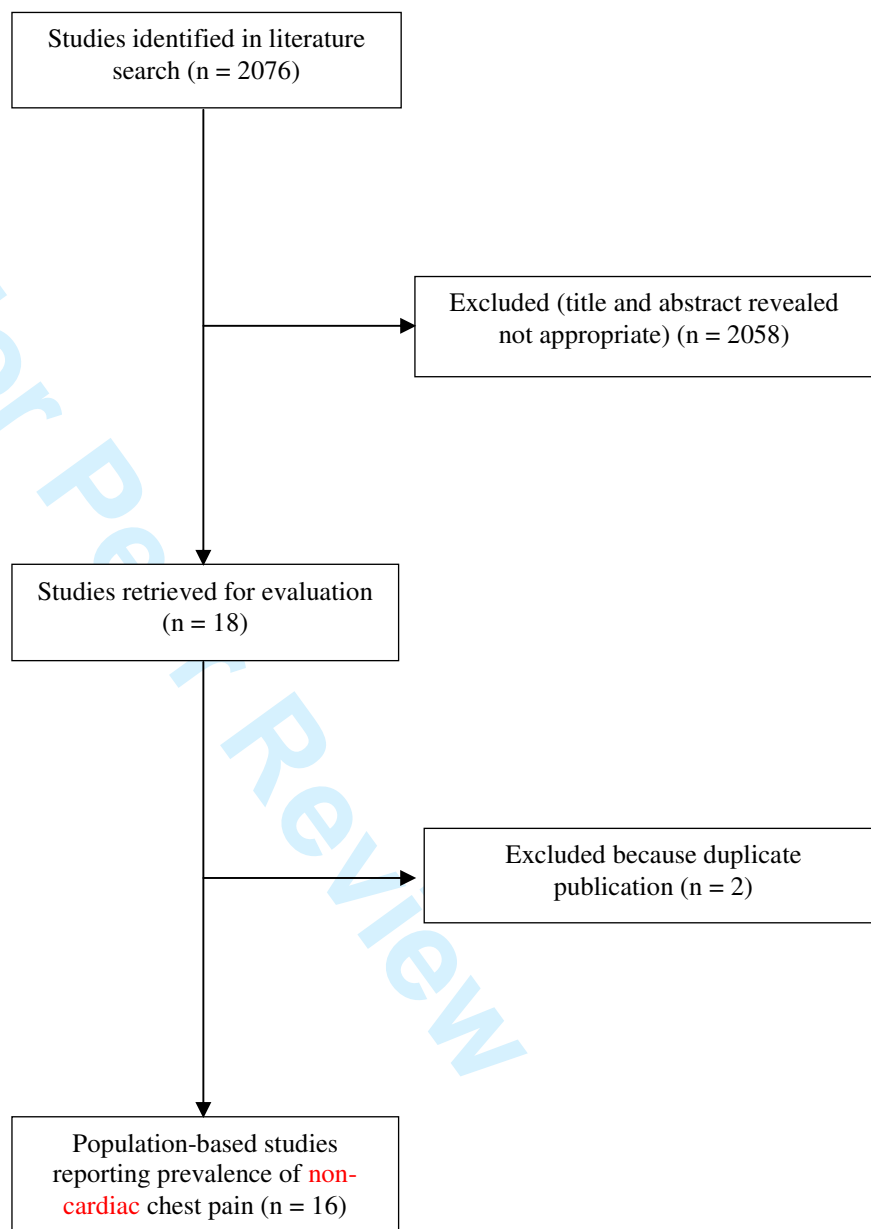 Studies identified in literature
search (n = 2076)
Excluded (title and abstract revealed
not appropriate) (n = 2058)
Studies retrieved for evaluation
(n = 18)
Excluded because duplicate
publication (n = 2)
Population-based studies
reporting prevalence of non-
cardiac chest pain (n = 16)
or Peer Review